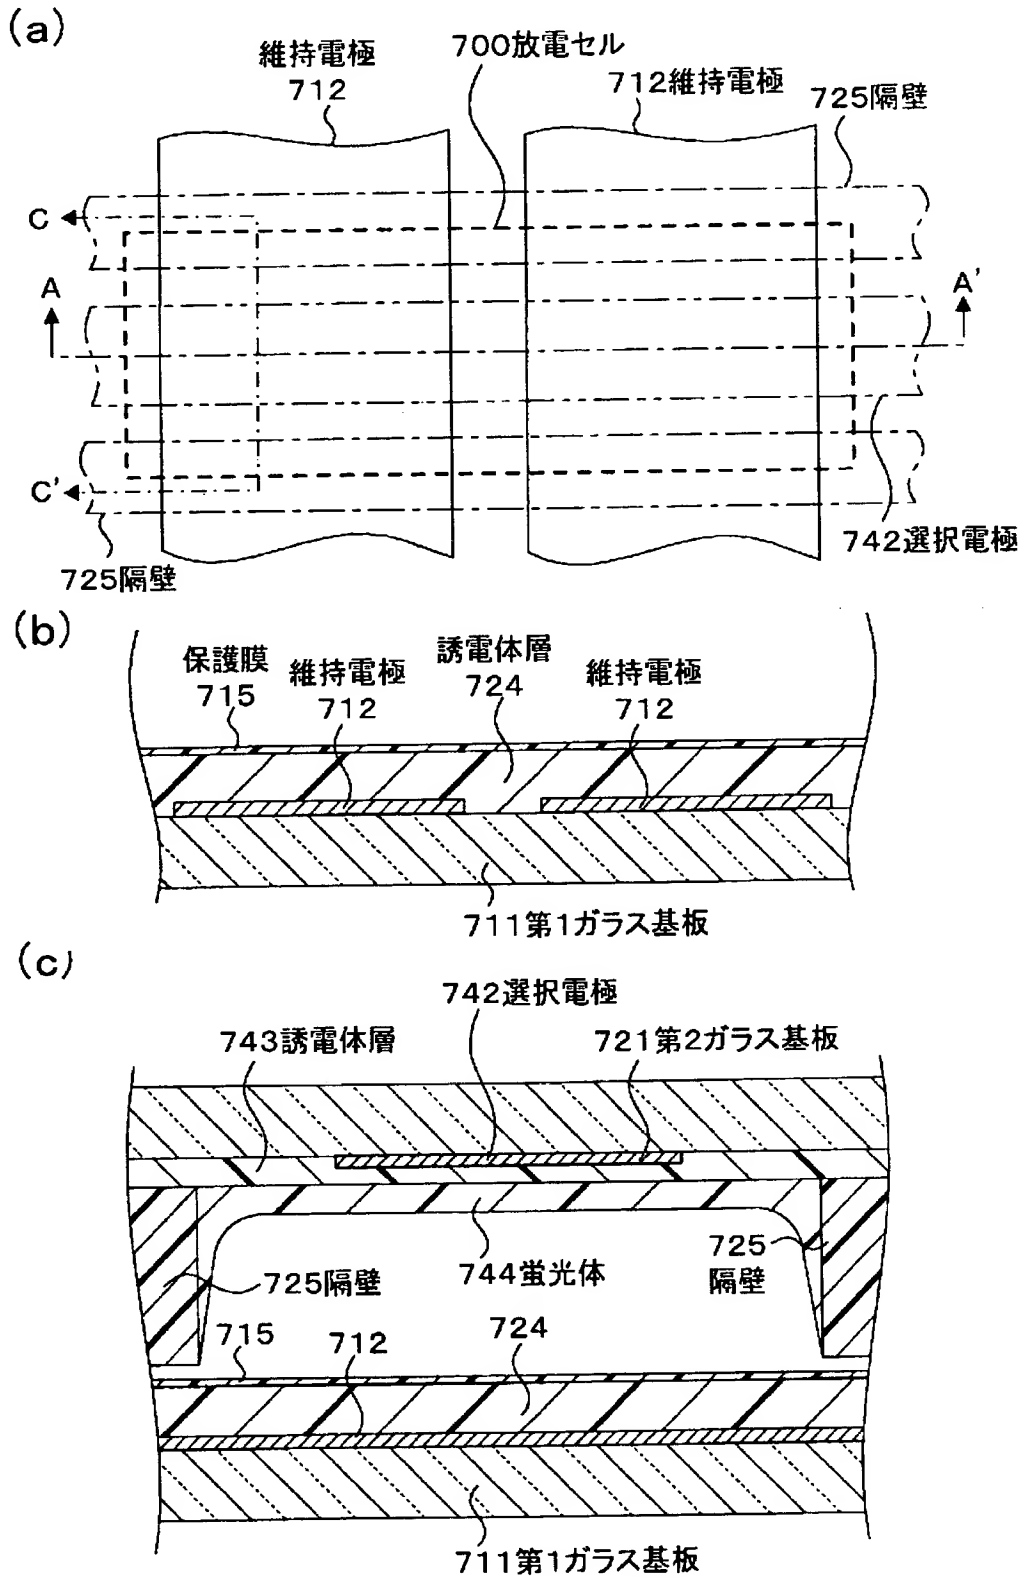 (a)
維持電極
712
700放電セル
712維持電極
725隔壁
C
A
A'
C'
725隔壁
742選択電極
(b)
保護膜
715
維持電極
712
誘電体層
724
維持電極
712
711第1ガラス基板
(c)
742選択電極
743誘電体層
721第2ガラス基板
725隔壁
744蛍光体
725
隔壁
715
712
724
711第1ガラス基板